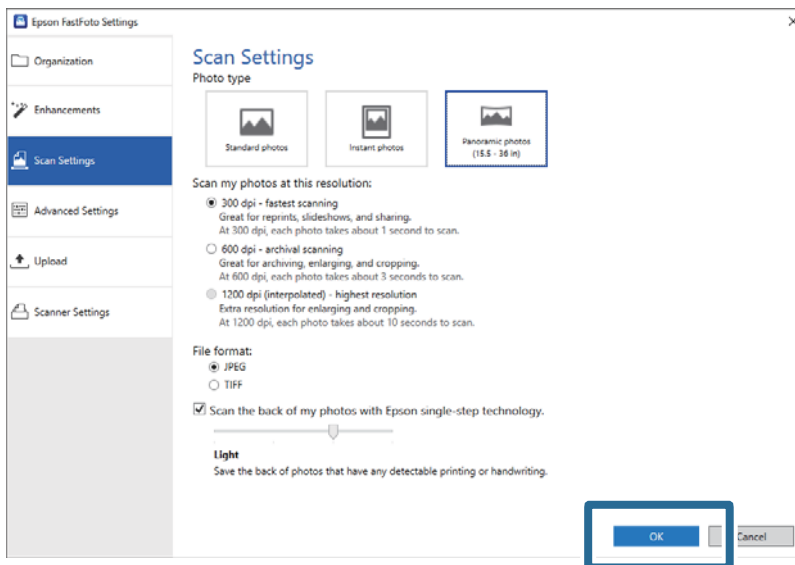 Epson FastFoto Settings
Organization
Enhancements
Scan Settings
Advanced Settings
Upload
Scanner Settings
Scan Settings
Photo type
Standard photos
Instant photos
Panoramic photos
(15.5 - 36 in)
Scan my photos at this resolution:
300 dpi - fastest scanning
Great for reprints, slideshows, and sharing.
At 300 dpi, each photo takes about 1 second to scan.
600 dpi - archival scanning
Great for archiving, enlarging, and cropping.
At 600 dpi, each photo takes about 3 seconds to scan.
1200 dpi (interpolated) - highest resolution
Extra resolution for enlarging and cropping.
At 1200 dpi, each photo takes about 10 seconds to scan.
File format:
JPEG
TIFF
Scan the back of my photos with Epson single-step technology.
Light
Save the back of photos that have any detectable printing or handwriting.
OK
Cancel